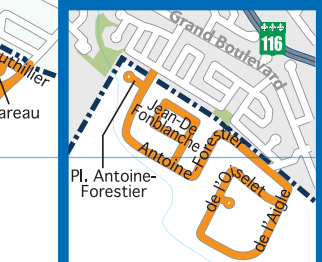 Grand Boulevard
116
uthillier
areau
Jean-De
Fonblanche
Antoine-Forestier
Pl. Antoine-
Forestier
de l'Oiselet
de l'Aigle